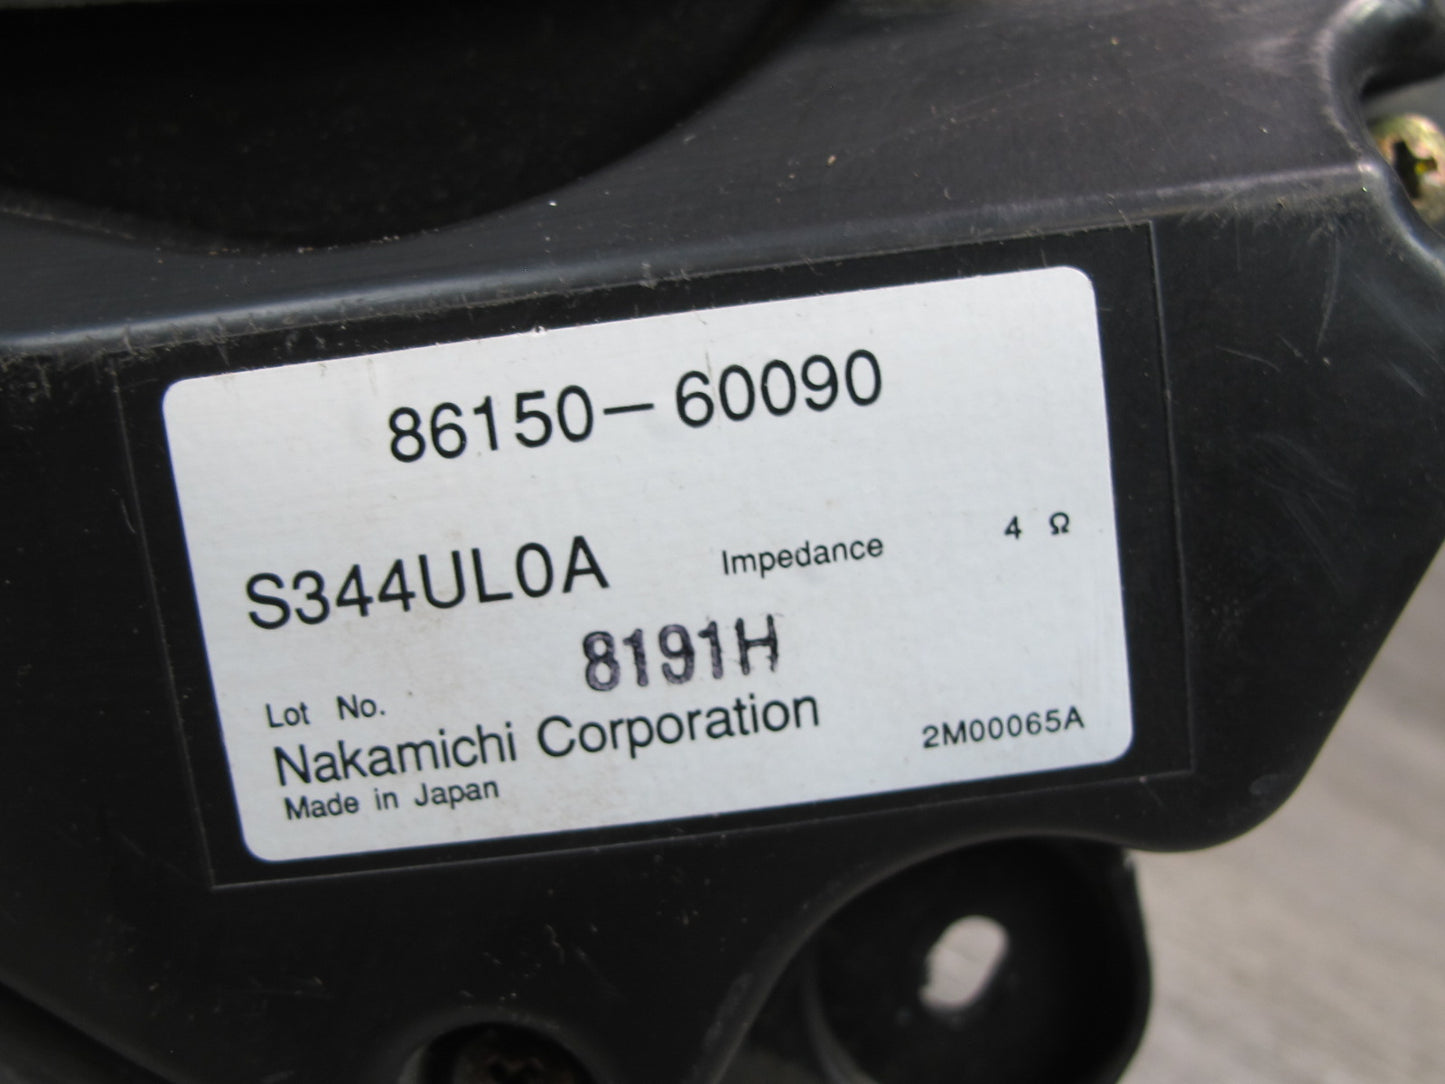 86150-60090
S344UL0A Impedance 4 Ω
8191H
Lot No.
Nakamichi Corporation 2M00065A
Made in Japan